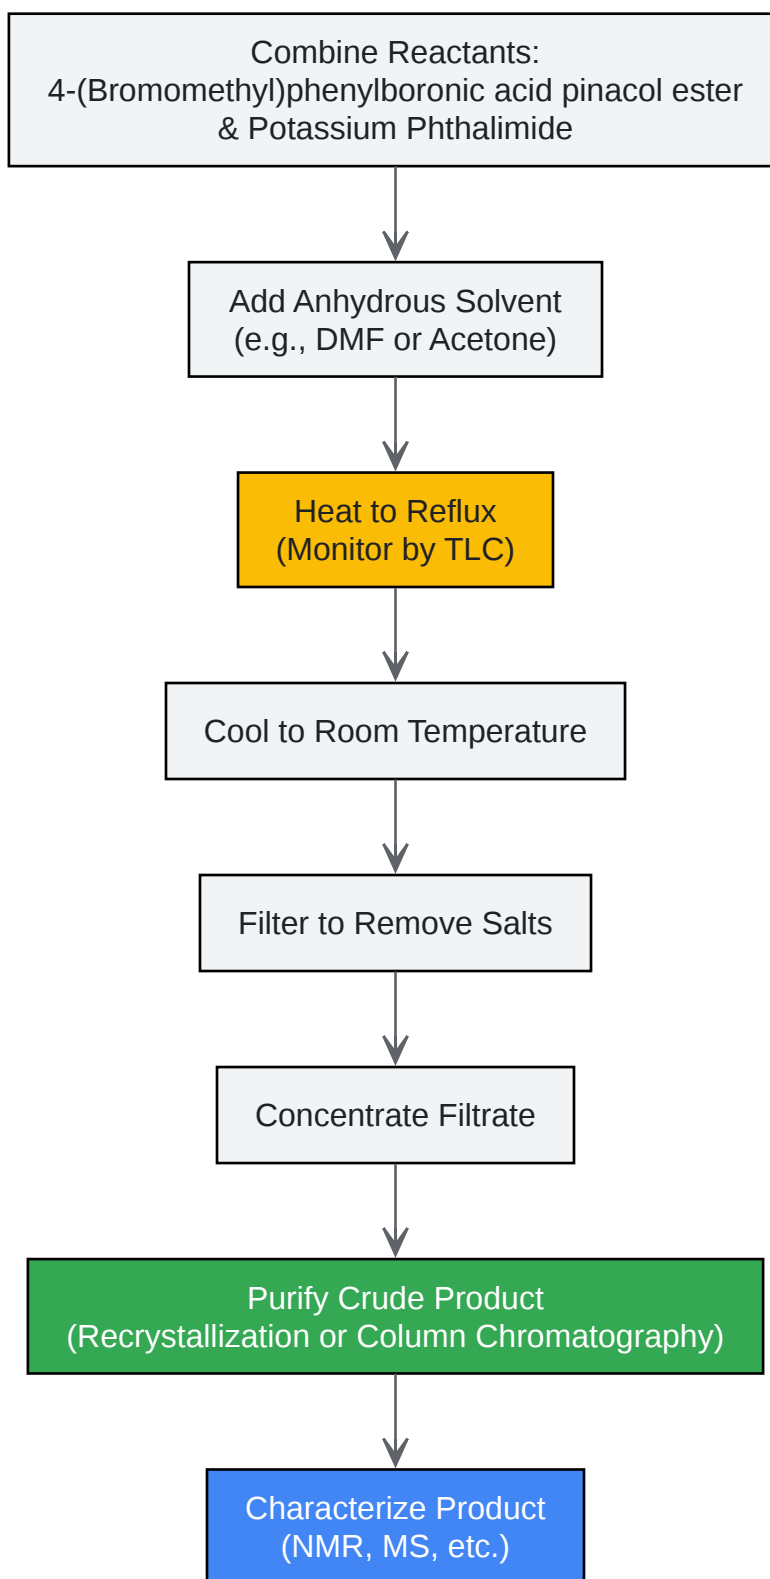 Combine Reactants:
4-(Bromomethyl)phenylboronic acid pinacol ester
& Potassium Phthalimide
Add Anhydrous Solvent
(e.g., DMF or Acetone)
Heat to Reflux
(Monitor by TLC)
Cool to Room Temperature
Filter to Remove Salts
Concentrate Filtrate
Purify Crude Product
(Recrystallization or Column Chromatography)
Characterize Product
(NMR, MS, etc.)